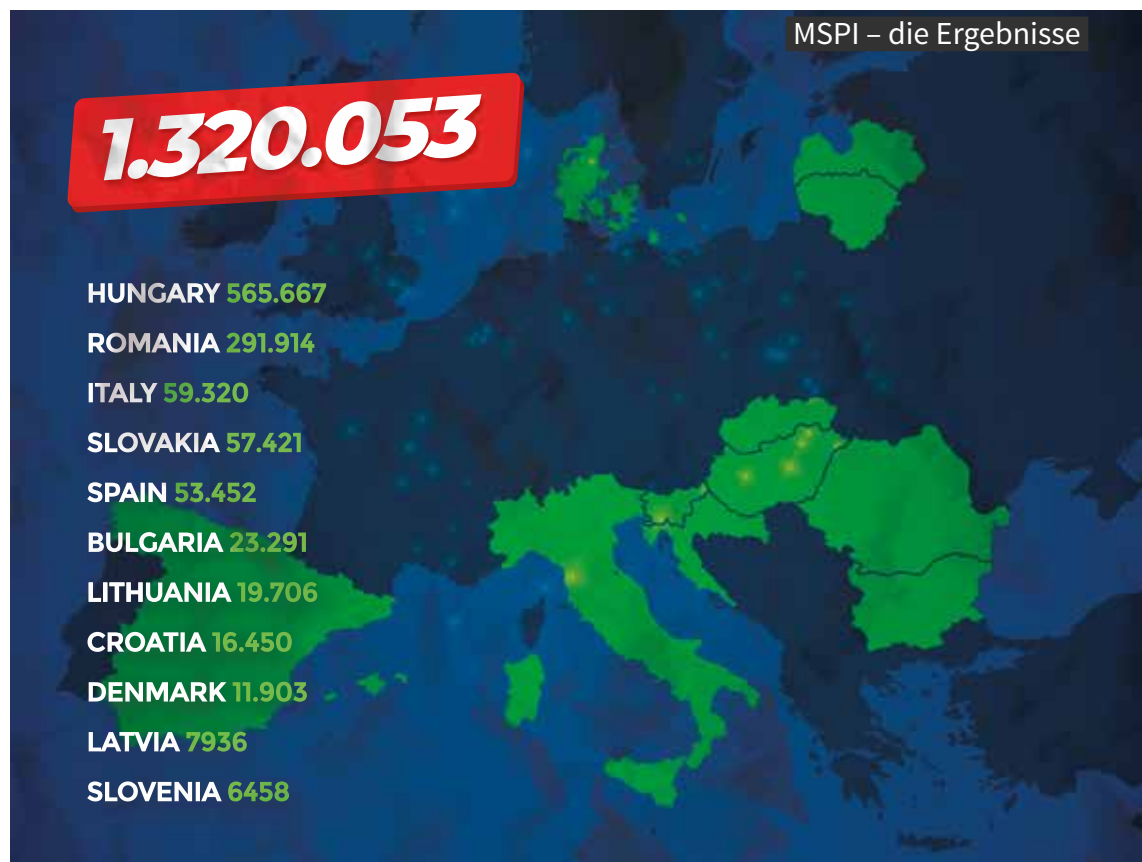 MSPI – die Ergebnisse
1.320.053
HUNGARY 565.667
ROMANIA 291.914
ITALY 59.320
SLOVAKIA 57.421
SPAIN 53.452
BULGARIA 23.291
LITHUANIA 19.706
CROATIA 16.450
DENMARK 11.903
LATVIA 7936
SLOVENIA 6458